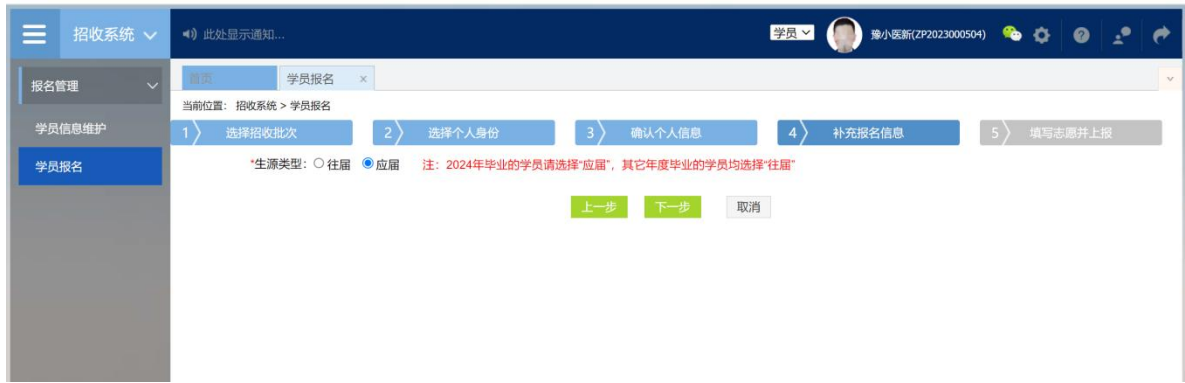 招收系统
此处显示通知...
学员
豫小医新(ZP2023000504)
报名管理
学员信息维护
学员报名
首页
学员报名 ×
当前位置: 招收系统 > 学员报名
1 选择招收批次
2 选择个人身份
3 确认个人信息
4 补充报名信息
5 填写志愿并上报
*生源类型: 往届 应届 注: 2024年毕业的学员请选择“应届”, 其它年度毕业的学员均选择“往届”
上一步 下一步 取消